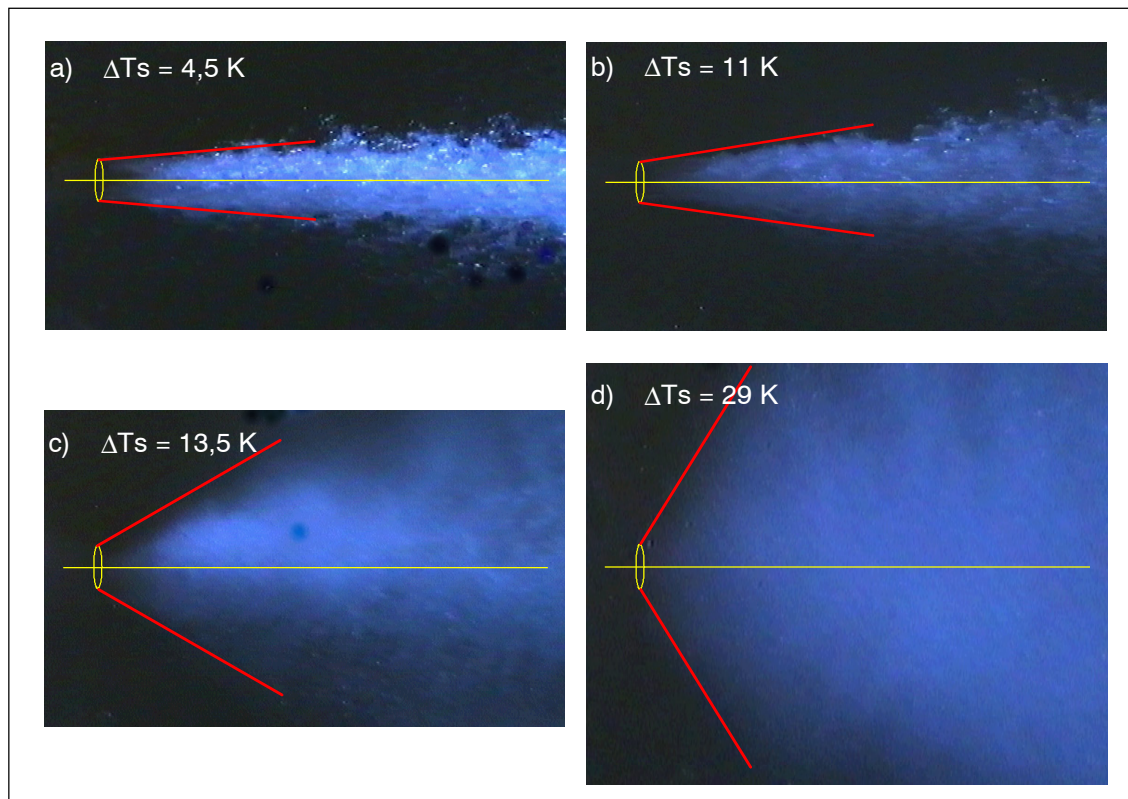 a) ΔTs = 4,5 K
b) ΔTs = 11 K
c) ΔTs = 13,5 K
d) ΔTs = 29 K